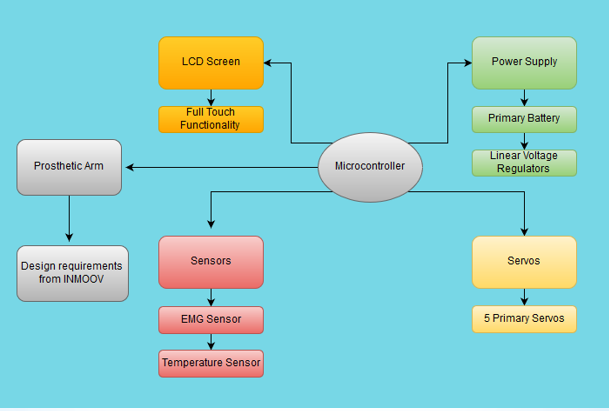 LCD Screen
Power Supply
Full Touch
Functionality
Primary Battery
Prosthetic Arm
Microcontroller
Linear Voltage
Regulators
Design requirements
from INMOOV
Sensors
Servos
EMG Sensor
5 Primary Servos
Temperature Sensor